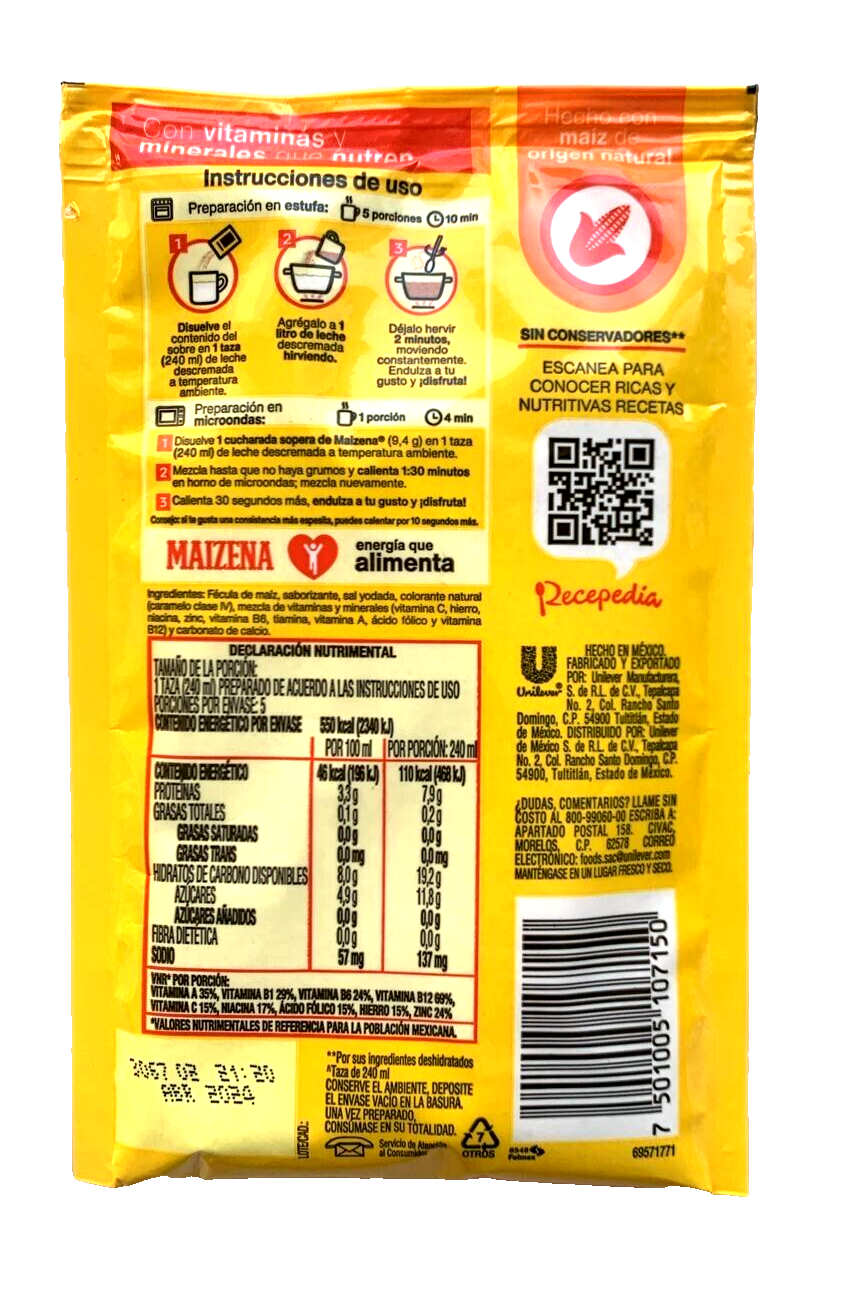 Con vitaminas y
minerales que nutren
Instrucciones de uso
Preparación en estufa: 5 porciones 10 min
1
Disuelve el
contenido del
sobre en 1 taza
(240 ml) de leche
descremada
a temperatura
ambiente.
2
Agrégalo a 1
litro de leche
descremada
hirviendo.
3
Déjalo hervir
2 minutos,
moviendo
constantemente.
Endulza a tu
gusto y ¡disfruta!
Preparación en
microondas: 1 porción 4 min
1 Disuelve 1 cucharada sopera de Maizena® (9,4 g) en 1 taza
(240 ml) de leche descremada a temperatura ambiente.
2 Mezcla hasta que no haya grumos y calienta 1:30 minutos
en horno de microondas; mezcla nuevamente.
3 Calienta 30 segundos más, endulza a tu gusto y ¡disfruta!
Consejo: si te gusta una consistencia más espesita, puedes calentar por 10 segundos más.
MAIZENA energía que
alimenta
Ingredientes: Fécula de maíz, saborizante, sal yodada, colorante natural
(caramelo clase IV), mezcla de vitaminas y minerales (vitamina C, hierro,
niacina, zinc, vitamina B6, tiamina, vitamina A, ácido fólico y vitamina
B12) y carbonato de calcio.
DECLARACIÓN NUTRIMENTAL
TAMAÑO DE LA PORCIÓN:
1 TAZA (240 ml) PREPARADO DE ACUERDO A LAS INSTRUCCIONES DE USO
PORCIONES POR ENVASE: 5
CONTENIDO ENERGÉTICO POR ENVASE 550 kcal (2340 kJ)
POR 100 ml POR PORCIÓN: 240 ml
CONTENIDO ENERGÉTICO 46 kcal (196 kJ) 110 kcal (468 kJ)
PROTEÍNAS 3,3 g 7,9 g
GRASAS TOTALES 0,1 g 0,2 g
GRASAS SATURADAS 0,0 g 0,0 g
GRASAS TRANS 0,0 mg 0,0 mg
HIDRATOS DE CARBONO DISPONIBLES 8,0 g 19,2 g
AZÚCARES 4,9 g 11,8 g
AZÚCARES AÑADIDOS 0,0 g 0,0 g
FIBRA DIETÉTICA 0,0 g 0,0 g
SODIO 57 mg 137 mg
VNR* POR PORCIÓN:
VITAMINA A 35%, VITAMINA B1 29%, VITAMINA B6 24%, VITAMINA B12 69%,
VITAMINA C 15%, NIACINA 17%, ÁCIDO FÓLICO 15%, HIERRO 15%, ZINC 24%
*VALORES NUTRIMENTALES DE REFERENCIA PARA LA POBLACIÓN MEXICANA.
21:20
ABR 2024
LOTE/CAD.:
**Por sus ingredientes deshidratados
^Taza de 240 ml
CONSERVE EL AMBIENTE, DEPOSITE
EL ENVASE VACÍO EN LA BASURA.
UNA VEZ PREPARADO,
CONSÚMASE EN SU TOTALIDAD.
Servicio de Atención
al Consumidor
7
OTROS
Hecho con
maíz de
origen natural
SIN CONSERVADORES**
ESCANEA PARA
CONOCER RICAS Y
NUTRITIVAS RECETAS
Recepedia
Unilever®
HECHO EN MÉXICO.
FABRICADO Y EXPORTADO
POR: Unilever Manufacturera,
S. de R.L. de C.V., Tepalcapa
No. 2, Col. Rancho Santo
Domingo, C.P. 54900 Tultitlán, Estado
de México. DISTRIBUIDO POR: Unilever
de México S. de R.L. de C.V., Tepalcapa
No. 2, Col. Rancho Santo Domingo, C.P.
54900, Tultitlán, Estado de México.
¿DUDAS, COMENTARIOS? LLAME SIN
COSTO AL 800-99060-00 ESCRIBA A:
APARTADO POSTAL 158. CIVAC,
MORELOS, C.P. 62578 CORREO
ELECTRÓNICO: foods.sac@unilever.com
MANTÉNGASE EN UN LUGAR FRESCO Y SECO.
7 501005 107150
69571771